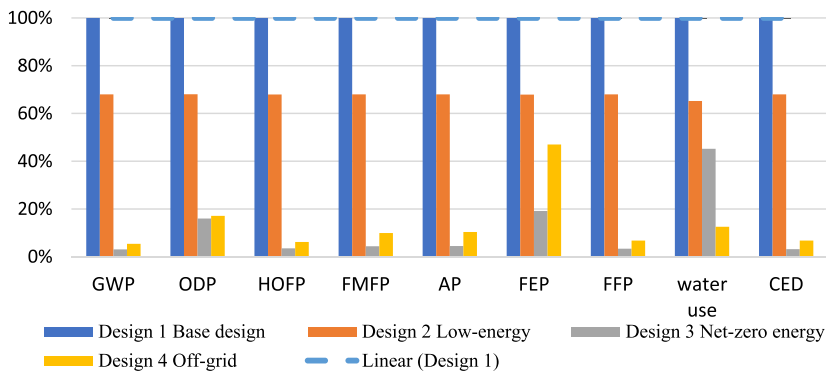 100%
80%
60%
40%
20%
0%
GWP ODP HOFP FMFP AP FEP FFP water use CED
Design 1 Base design Design 2 Low-energy Design 3 Net-zero energy
Design 4 Off-grid Linear (Design 1)